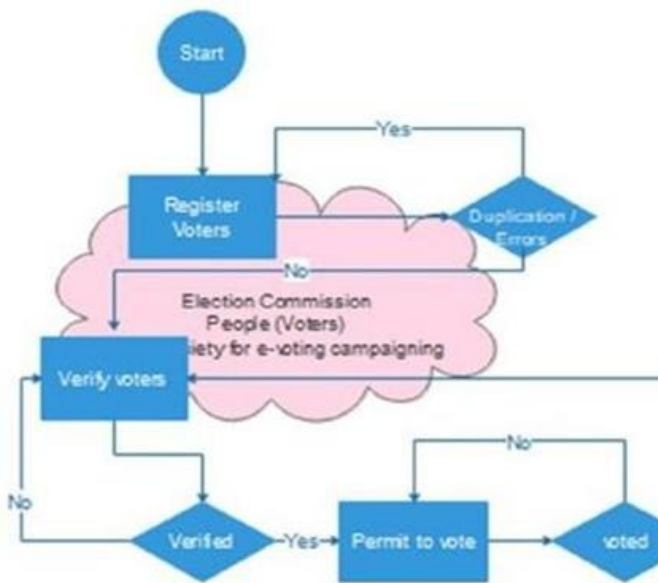 Start
Yes
Register
Voters
Duplication /
Errors
No
Election Commission
People (Voters)
for e-voting campaigning
Verify voters
No
No
Verified
Yes
Permit to vote
voted